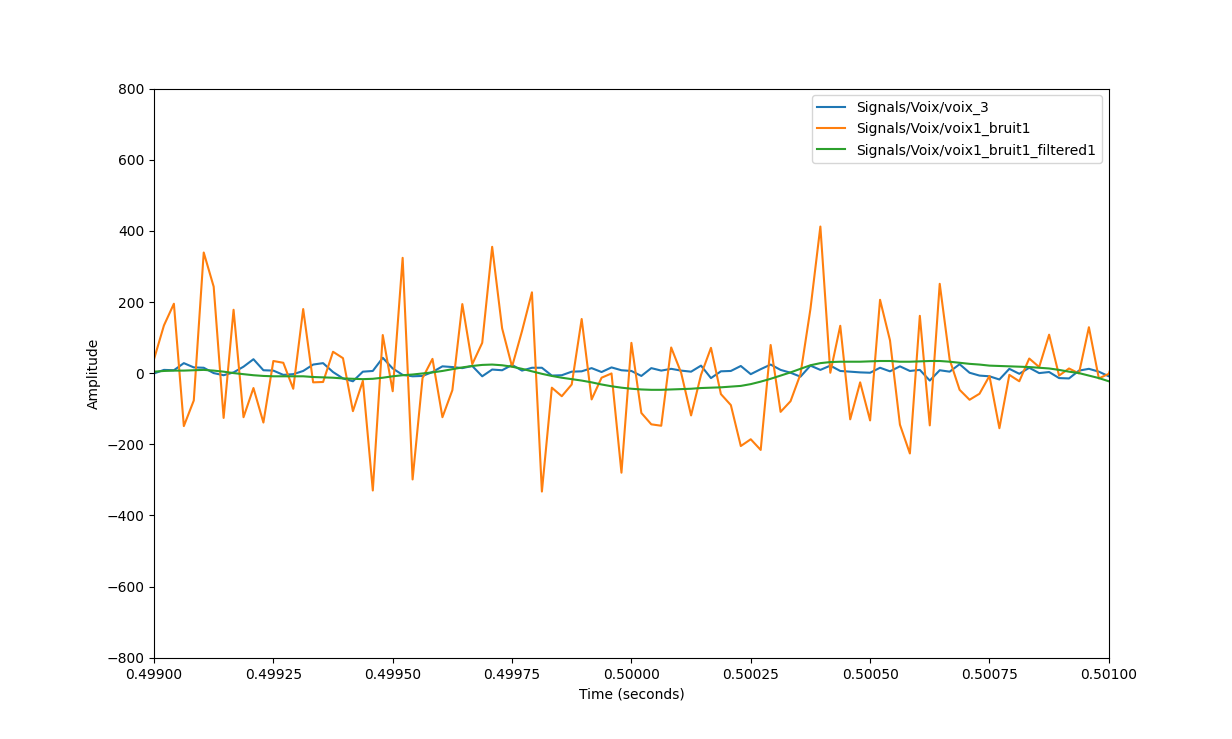 Signals/Voix/voix_3
Signals/Voix/voix1_bruit1
Signals/Voix/voix1_bruit1_filtered1
Amplitude
800
600
400
200
0
−200
−400
−600
−800
0.49900 0.49925 0.49950 0.49975 0.50000 0.50025 0.50050 0.50075 0.50100
Time (seconds)